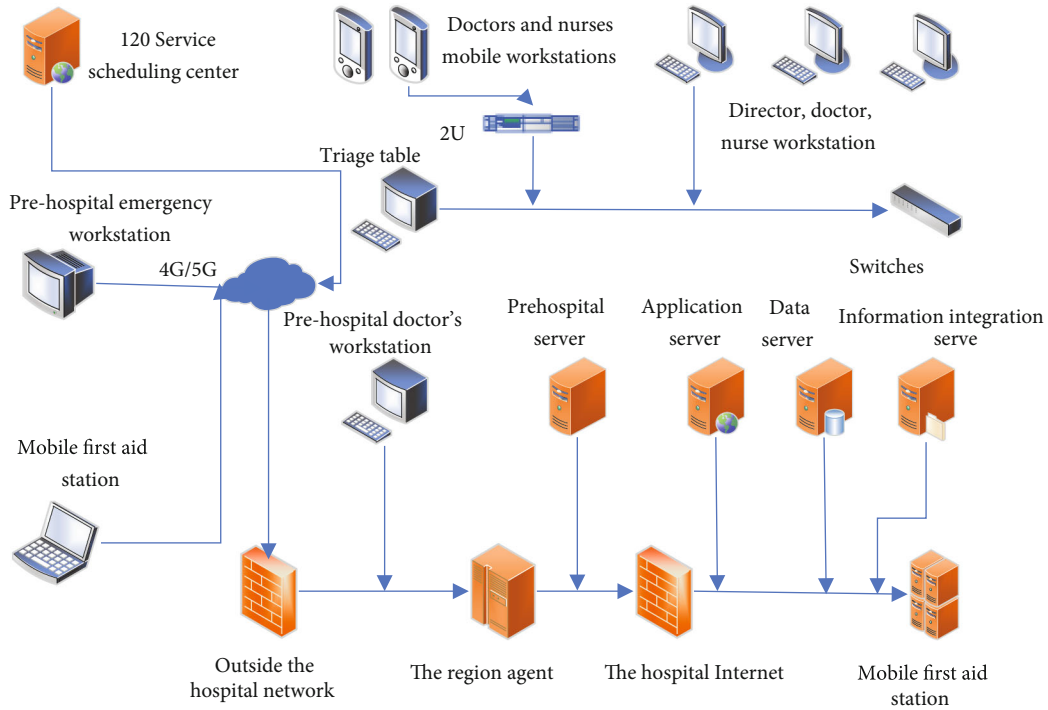 120 Service
scheduling center
Doctors and nurses
mobile workstations
2U
Director, doctor,
nurse workstation
Triage table
Pre-hospital emergency
workstation
4G/5G
Switches
Pre-hospital doctor's
workstation
Prehospital
server
Application
server
Data
server
Information integration
serve
Mobile first aid
station
Outside the
hospital network
The region agent
The hospital Internet
Mobile first aid
station